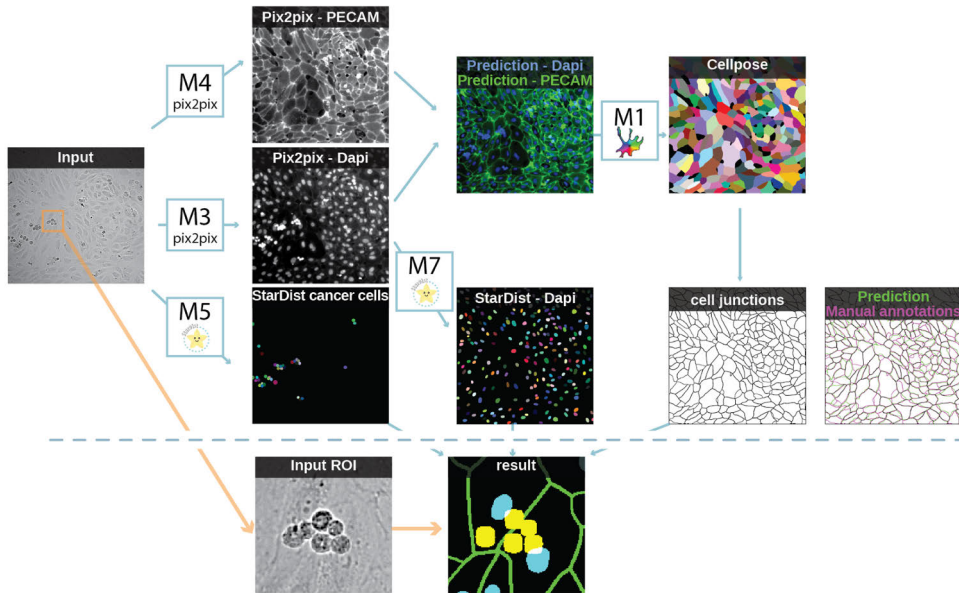 Pix2pix - PECAM
M4
pix2pix
Prediction - Dapi
Prediction - PECAM
Cellpose
M1
Input
Pix2pix - Dapi
M3
pix2pix
M7
M5
StarDist cancer cells
StarDist - Dapi
cell junctions
Prediction
Manual annotations
Input ROI
result